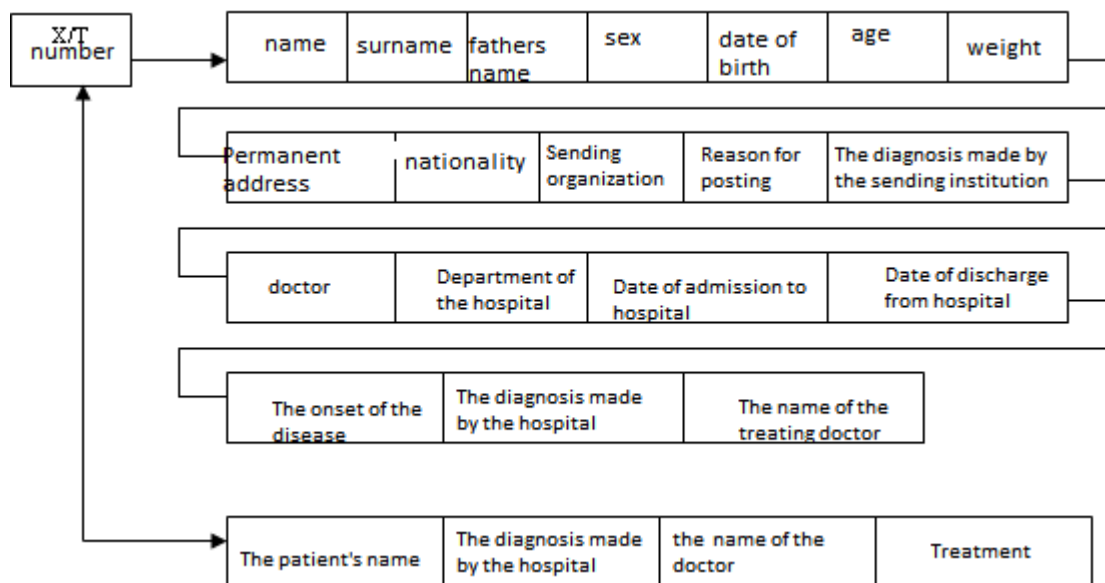 X/T
number
name
surname
fathers
name
sex
date of
birth
age
weight
Permanent
address
nationality
Sending
organization
Reason for
posting
The diagnosis made by
the sending institution
doctor
Department of
the hospital
Date of admission to
hospital
Date of discharge
from hospital
The onset of the
disease
The diagnosis made
by the hospital
The name of the
treating doctor
The patient's name
The diagnosis made
by the hospital
the name of the
doctor
Treatment